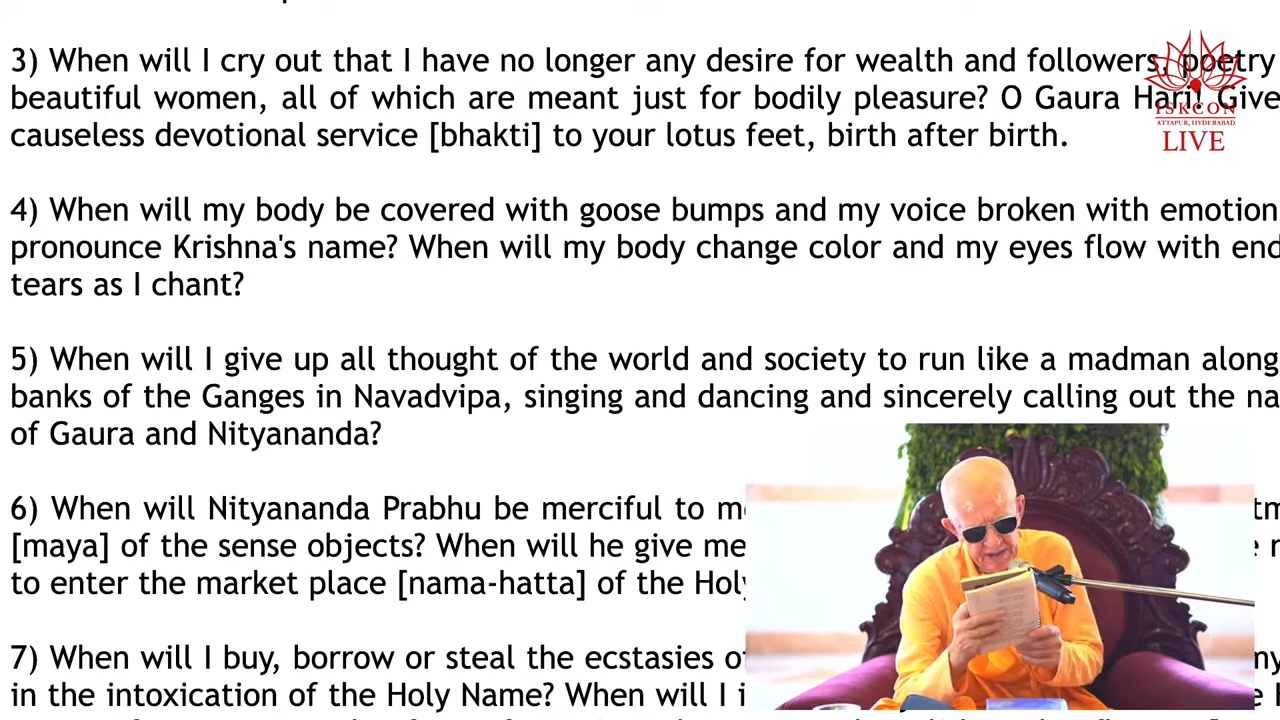 3) When will I cry out that I have no longer any desire for wealth and followers, poetry
beautiful women, all of which are meant just for bodily pleasure? O Gaura Hari! Give
causeless devotional service [bhakti] to your lotus feet, birth after birth.
ISKCON
ATTAPUR, HYDERABAD
LIVE
4) When will my body be covered with goose bumps and my voice broken with emotion
pronounce Krishna's name? When will my body change color and my eyes flow with end
tears as I chant?
5) When will I give up all thought of the world and society to run like a madman along
banks of the Ganges in Navadvipa, singing and dancing and sincerely calling out the na
of Gaura and Nityananda?
6) When will Nityananda Prabhu be merciful to m
[maya] of the sense objects? When will he give me
to enter the market place [nama-hatta] of the Holy
7) When will I buy, borrow or steal the ecstasies o my
in the intoxication of the Holy Name? When will I